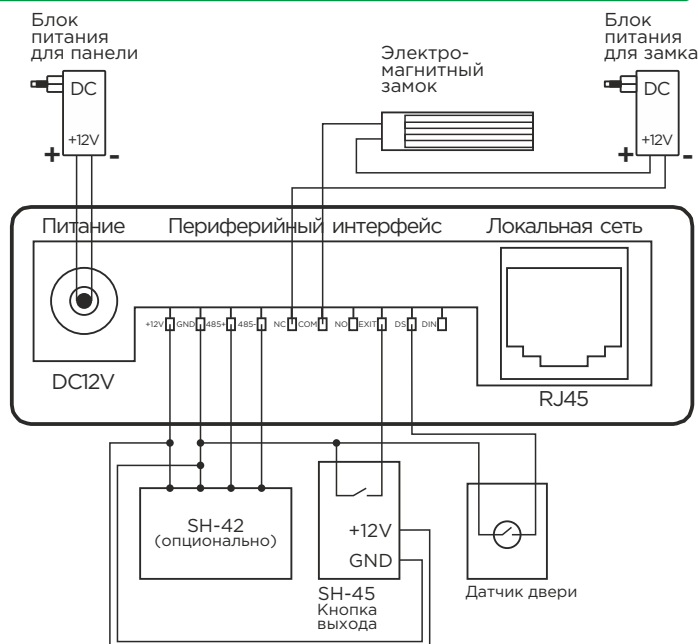 Блок
питания
для панели
DC
+12V
+ -
Электро-
магнитный
замок
Блок
питания
для замка
DC
+12V
+ -
Питание
Периферийный интерфейс
Локальная сеть
+12V GND 485+ 485- NC COM NO EXIT DS DIN
DC12V
RJ45
SH-42
(опционально)
+12V
GND
SH-45
Кнопка
выхода
Датчик двери